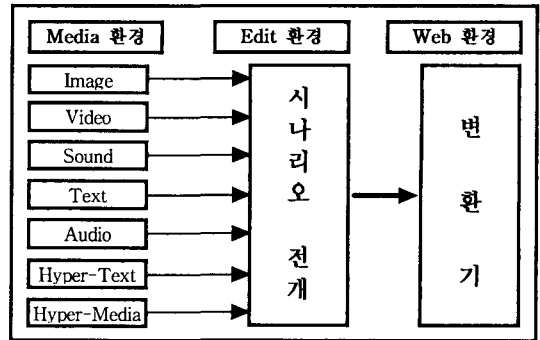 Media 환경
Edit 환경
Web 환경
Image
Video
Sound
Text
Audio
Hyper-Text
Hyper-Media
시나리오 전개
변환기